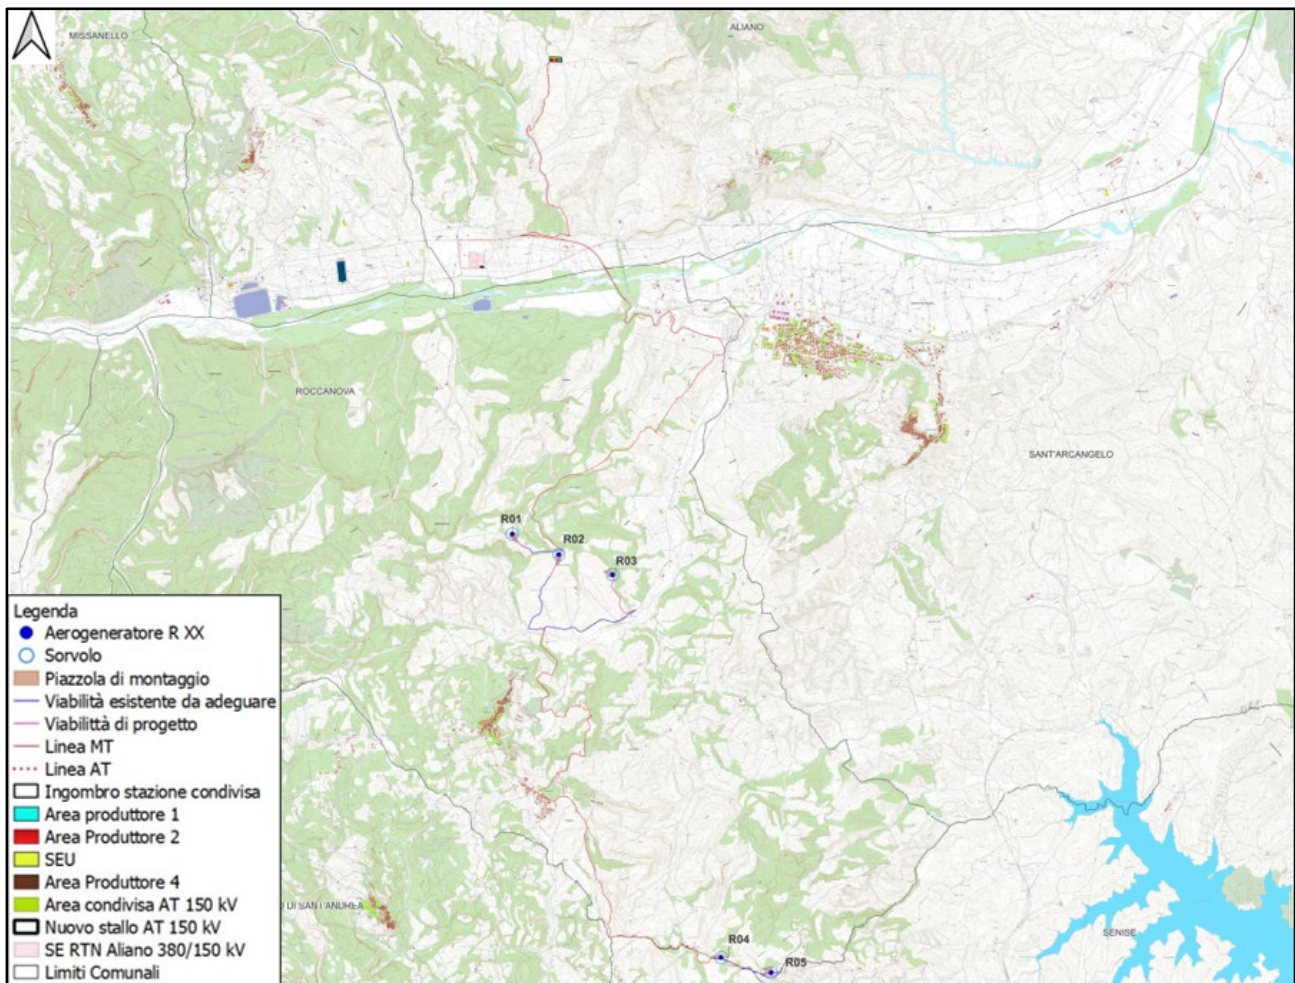 MISSANELLO
ALIANO
ROCCANOVA
SANT'ARCANGELO
R01
R02
R03
Legenda
Aerogeneratore R XX
Sorvolo
Piazzola di montaggio
Viabilità esistente da adeguare
Viabilittà di progetto
Linea MT
Linea AT
Ingombro stazione condivisa
Area produttore 1
Area Produttore 2
SEU
Area Produttore 4
Area condivisa AT 150 kV
Nuovo stallo AT 150 kV
SE RTN Aliano 380/150 kV
Limiti Comunali
O DI SANT'ANDREA
R04
R05
SENISE